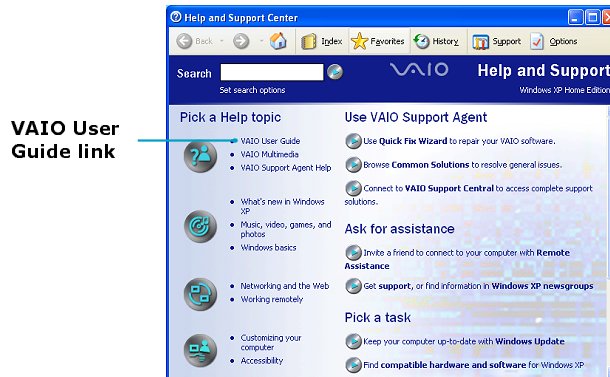 Help and Support Center
Back
Index
Favorites
History
Support
Options
Search
VAIO
Help and Support
Set search options
Windows XP Home Edition
VAIO User
Guide link
Pick a Help topic
VAIO User Guide
VAIO Multimedia
VAIO Support Agent Help
What's new in Windows
XP
Music, video, games, and
photos
Windows basics
Networking and the Web
Working remotely
Customizing your
computer
Accessibility
Use VAIO Support Agent
Use Quick Fix Wizard to repair your VAIO software.
Browse Common Solutions to resolve general issues.
Connect to VAIO Support Central to access complete support
solutions.
Ask for assistance
Invite a friend to connect to your computer with Remote
Assistance
Get support, or find information in Windows XP newsgroups
Pick a task
Keep your computer up-to-date with Windows Update
Find compatible hardware and software for Windows XP